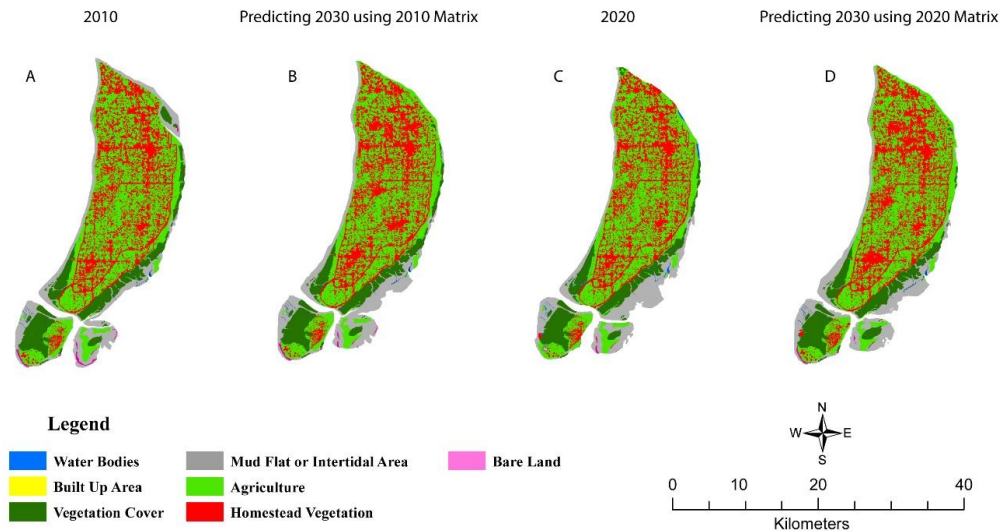 2010 Predicting 2030 using 2010 Matrix 2020 Predicting 2030 using 2020 Matrix
A B C D
Legend
Water Bodies Mud Flat or Intertidal Area Bare Land
Built Up Area Agriculture
Vegetation Cover Homestead Vegetation
N
W E
S
0 10 20 30 40
Kilometers